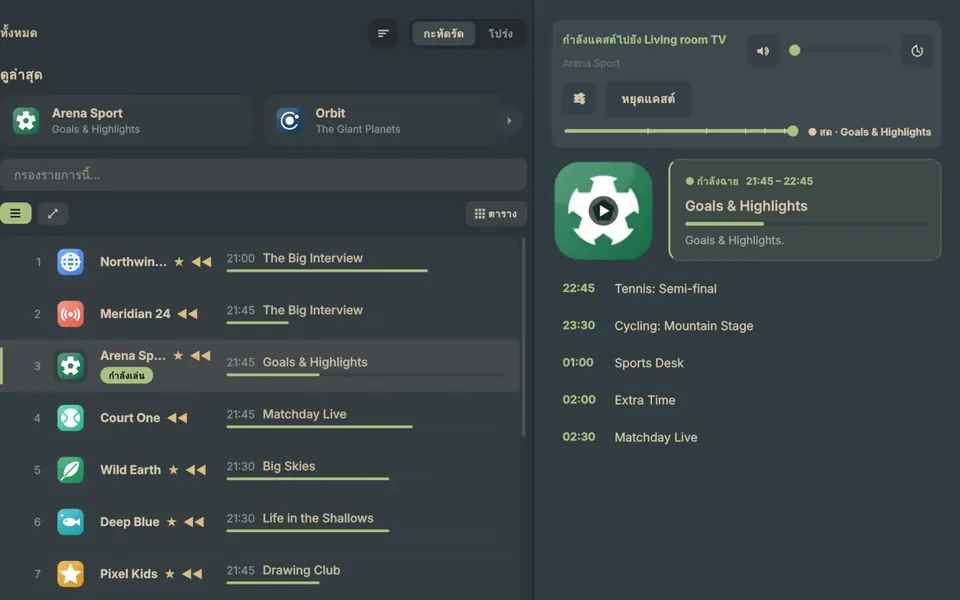 ทั้งหมด
กะทัดรัด
โปร่ง
ดูล่าสุด
Arena Sport
Goals & Highlights
Orbit
The Giant Planets
กรองรายการนี้...
ตาราง
1 Northwin... ★ 21:00 The Big Interview
2 Meridian 24 21:45 The Big Interview
3 Arena Sp... ★ 21:45 Goals & Highlights
กำลังเล่น
4 Court One 21:45 Matchday Live
5 Wild Earth ★ 21:30 Big Skies
6 Deep Blue ★ 21:30 Life in the Shallows
7 Pixel Kids ★ 21:45 Drawing Club
กำลังแคสต์ไปยัง Living room TV
Arena Sport
หยุดแคสต์
สด · Goals & Highlights
กำลังฉาย 21:45 – 22:45
Goals & Highlights
Goals & Highlights.
22:45 Tennis: Semi-final
23:30 Cycling: Mountain Stage
01:00 Sports Desk
02:00 Extra Time
02:30 Matchday Live